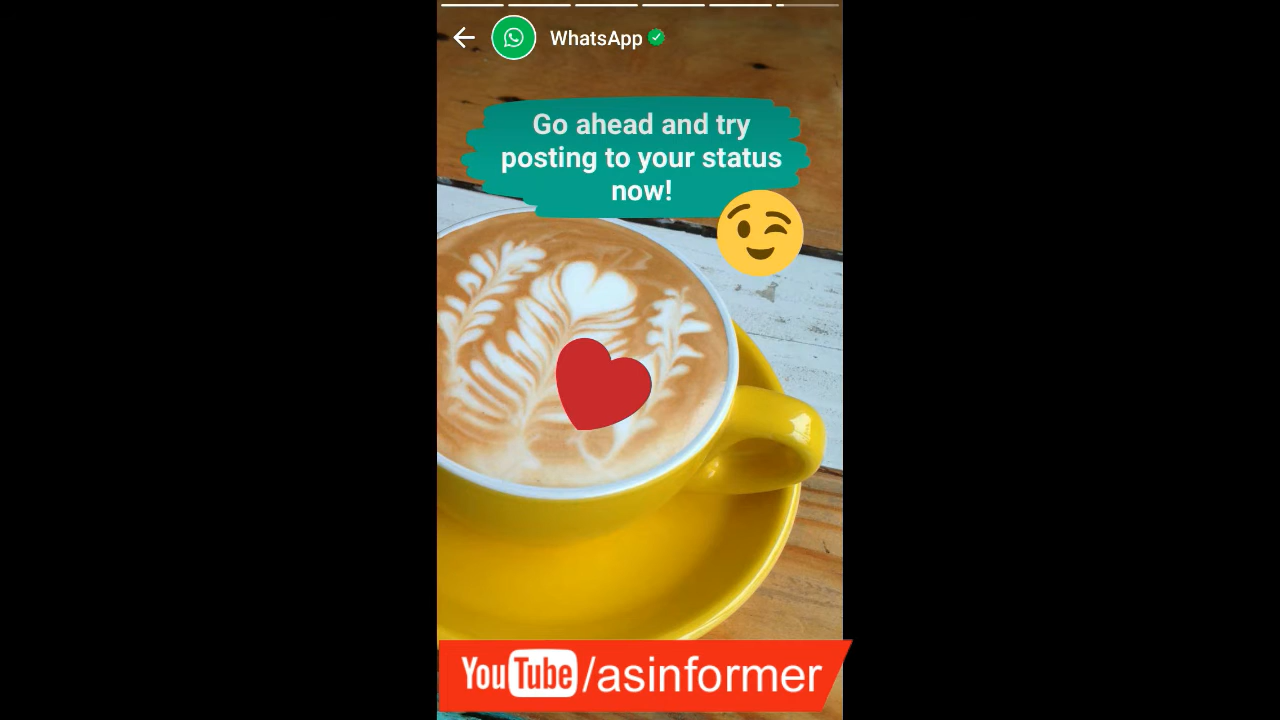 WhatsApp
Go ahead and try
posting to your status
now!
YouTube/asinformer